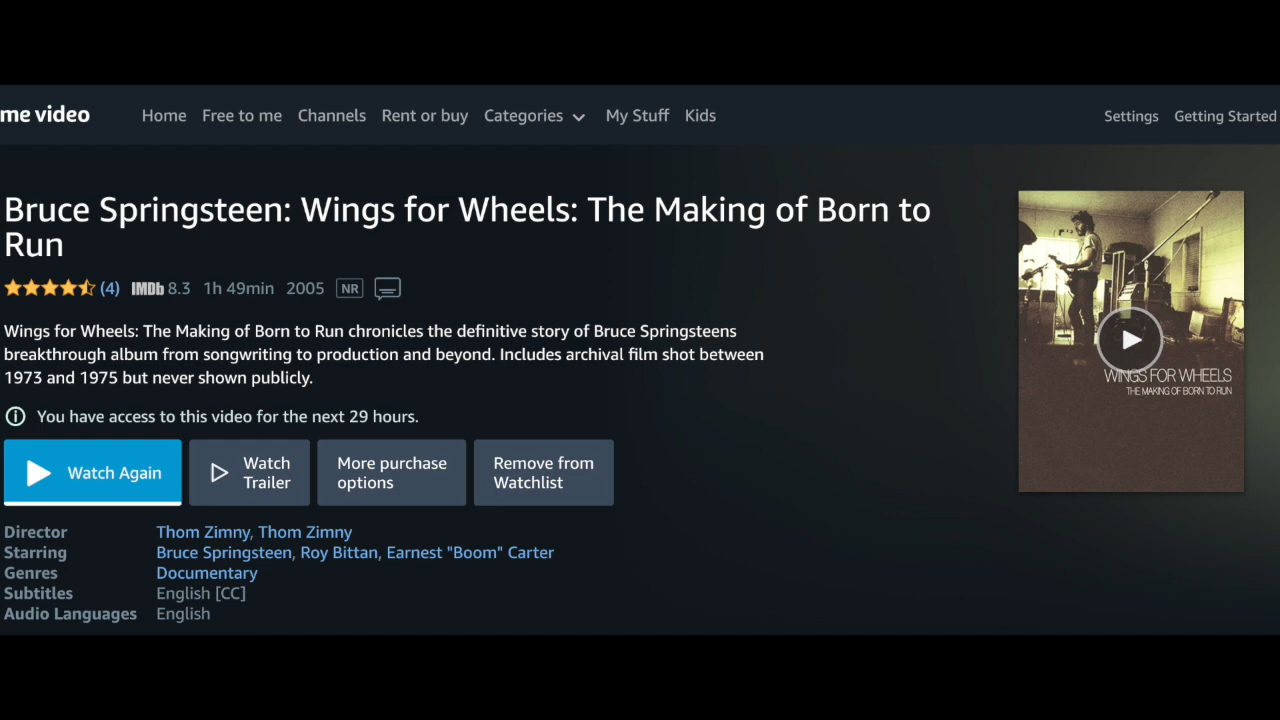 me video Home Free to me Channels Rent or buy Categories My Stuff Kids Settings Getting Started
Bruce Springsteen: Wings for Wheels: The Making of Born to
Run
(4) IMDb 8.3 1h 49min 2005 NR
Wings for Wheels: The Making of Born to Run chronicles the definitive story of Bruce Springsteens
breakthrough album from songwriting to production and beyond. Includes archival film shot between
1973 and 1975 but never shown publicly.
You have access to this video for the next 29 hours.
Watch Again
Watch
Trailer
More purchase
options
Remove from
Watchlist
Director Thom Zimny, Thom Zimny
Starring Bruce Springsteen, Roy Bittan, Earnest "Boom" Carter
Genres Documentary
Subtitles English [CC]
Audio Languages English
WINGS FOR WHEELS
THE MAKING OF BORN TO RUN